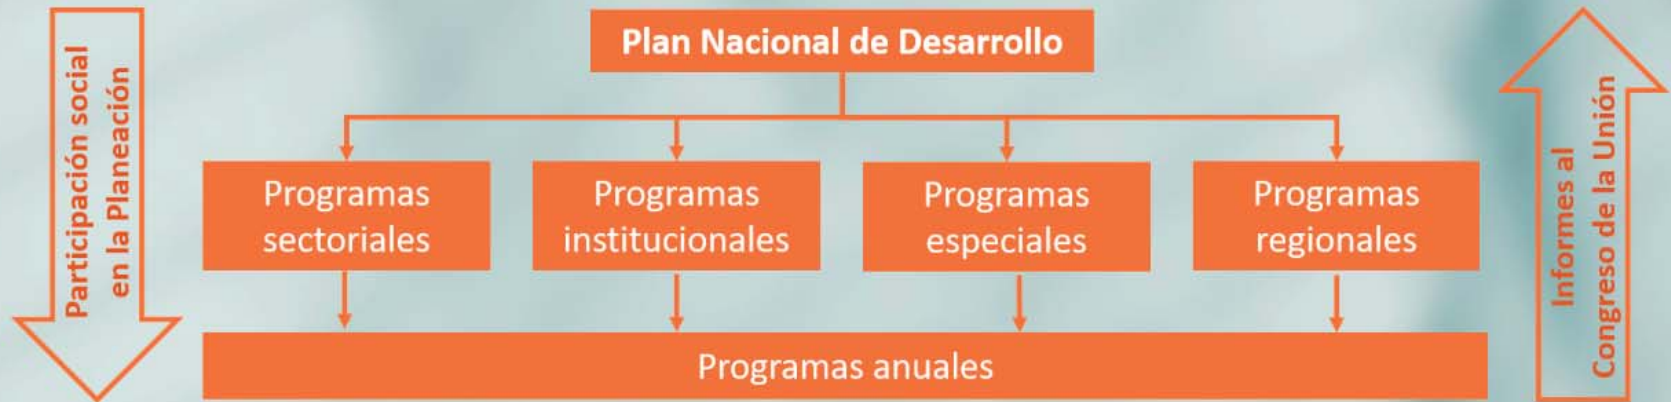 Participación social
en la Planeación
Plan Nacional de Desarrollo
Programas
sectoriales
Programas
institucionales
Programas
especiales
Programas
regionales
Programas anuales
Informes al
Congreso de la Unión